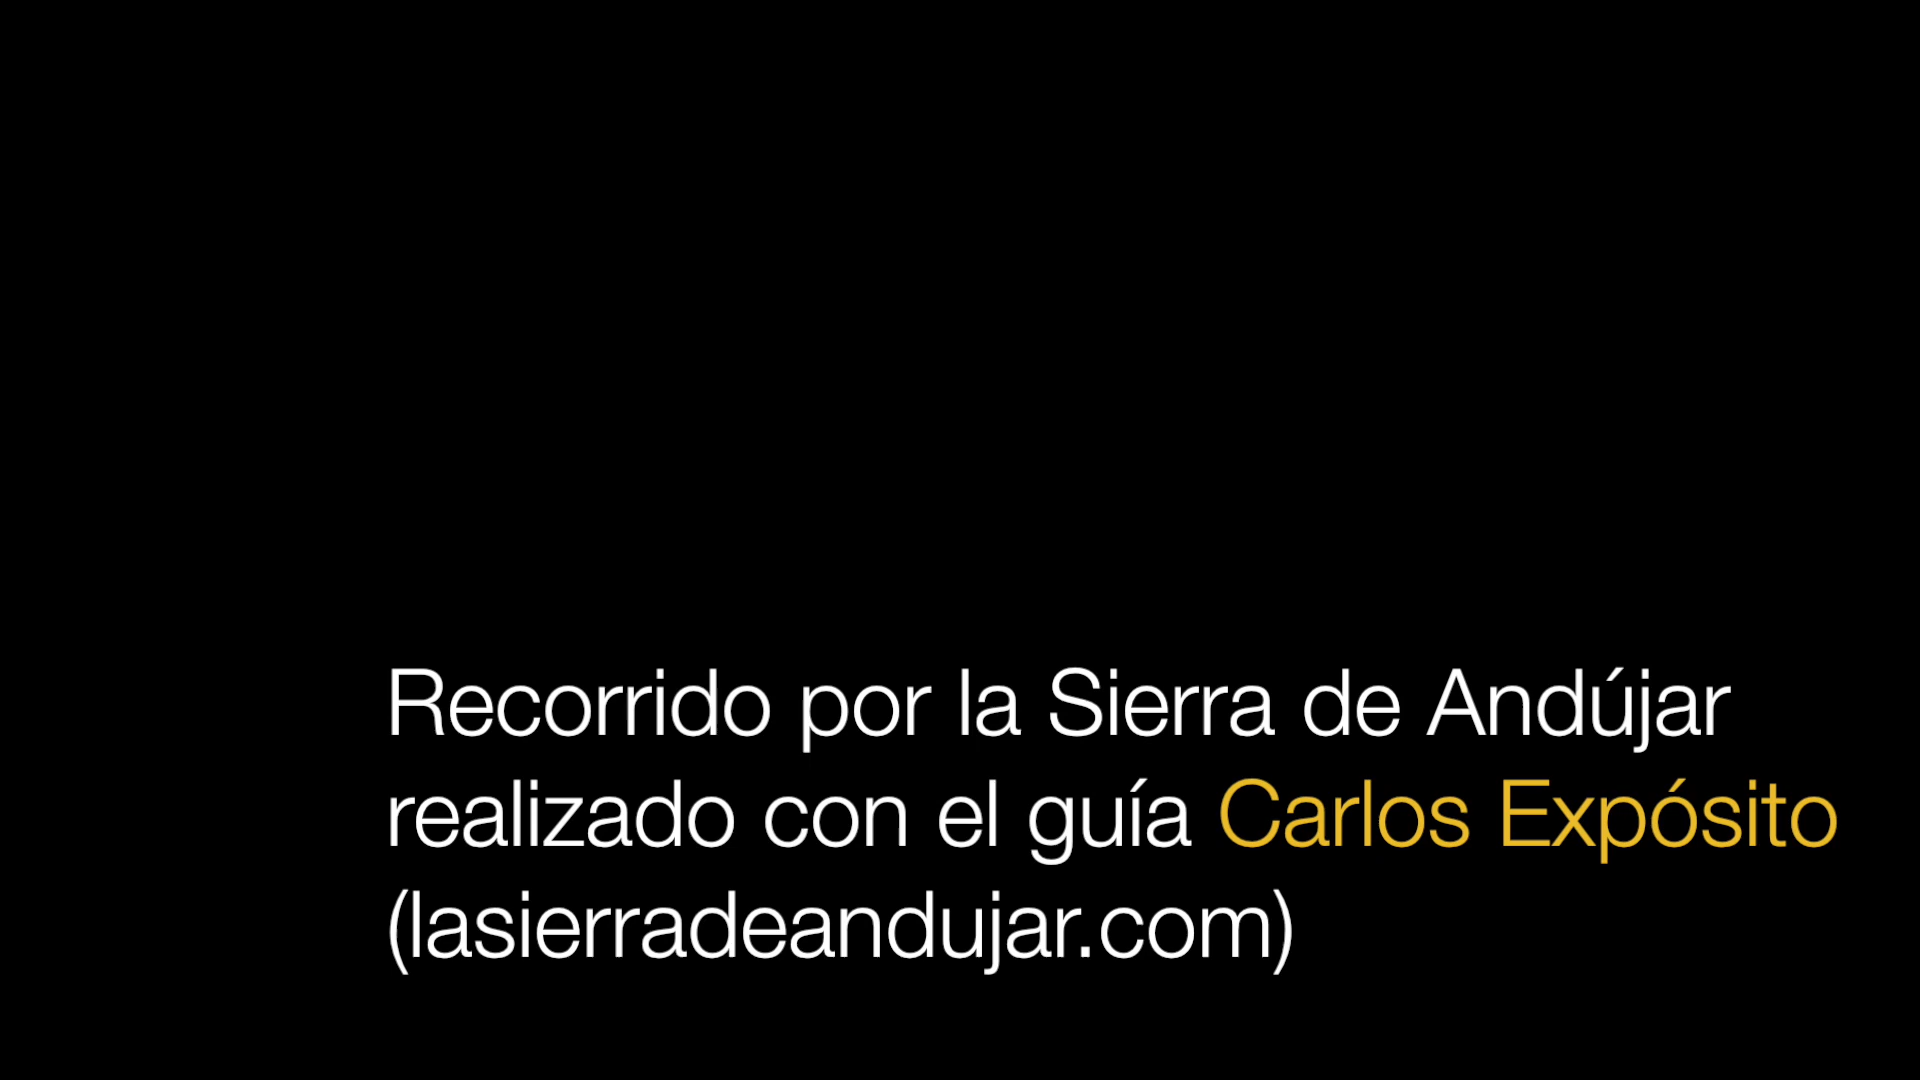 Recorrido por la Sierra de Andújar
realizado con el guía Carlos Expósito
(lasierradeandujar.com)